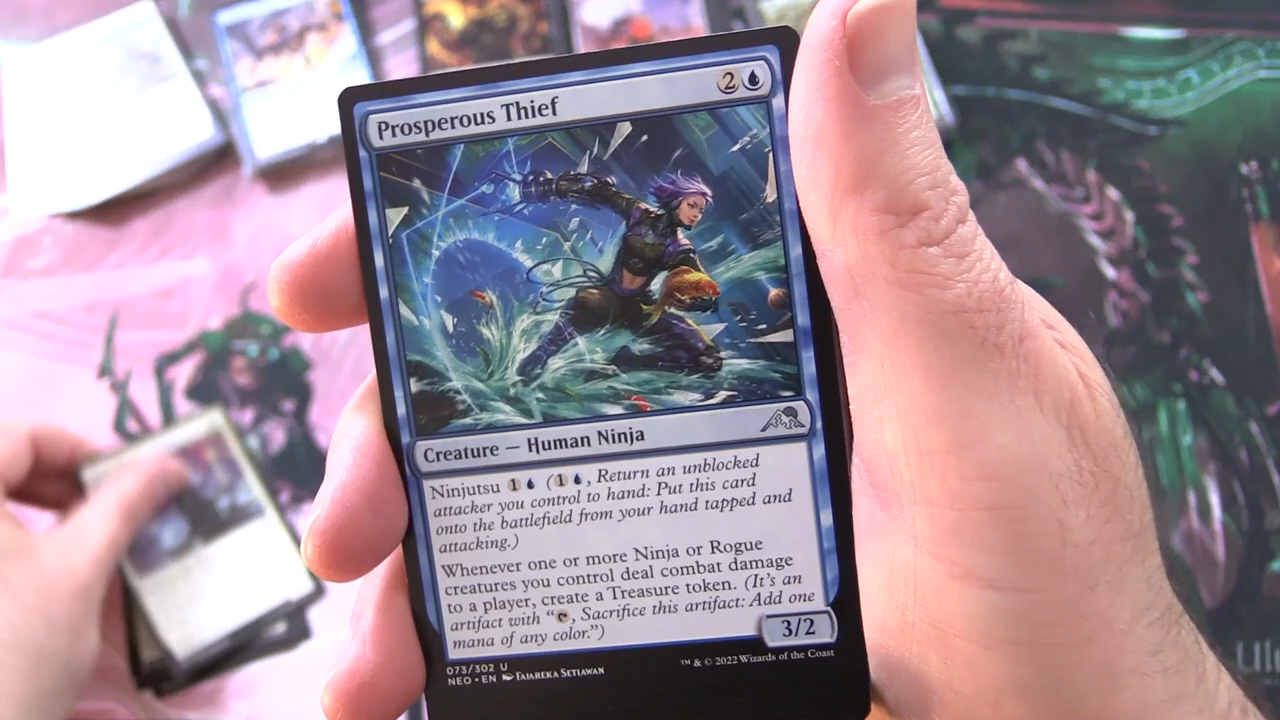 Prosperous Thief 2
Creature — Human Ninja
Ninjutsu 1 (1, Return an unblocked
attacker you control to hand: Put this card
onto the battlefield from your hand tapped and
attacking.)
Whenever one or more Ninja or Rogue
creatures you control deal combat damage
to a player, create a Treasure token. (It's an
artifact with “, Sacrifice this artifact: Add one
mana of any color.”)
3/2
073/302 U
NEO • EN Fajareka Setiawan
™ & © 2022 Wizards of the Coast